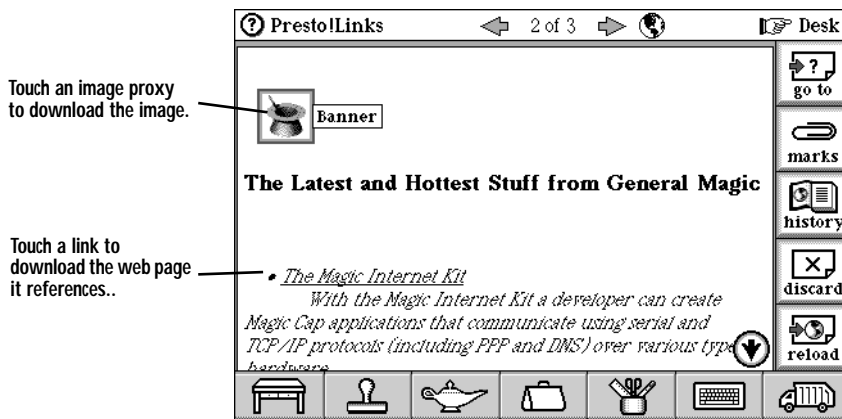 Presto!Links
2 of 3
Desk
Touch an image proxy
to download the image.
Banner
The Latest and Hottest Stuff from General Magic
Touch a link to
download the web page
it references..
• The Magic Internet Kit
With the Magic Internet Kit a developer can create
Magic Cap applications that communicate using serial and
TCP/IP protocols (including PPP and DNS) over various type
hardware
go to
marks
history
discard
reload